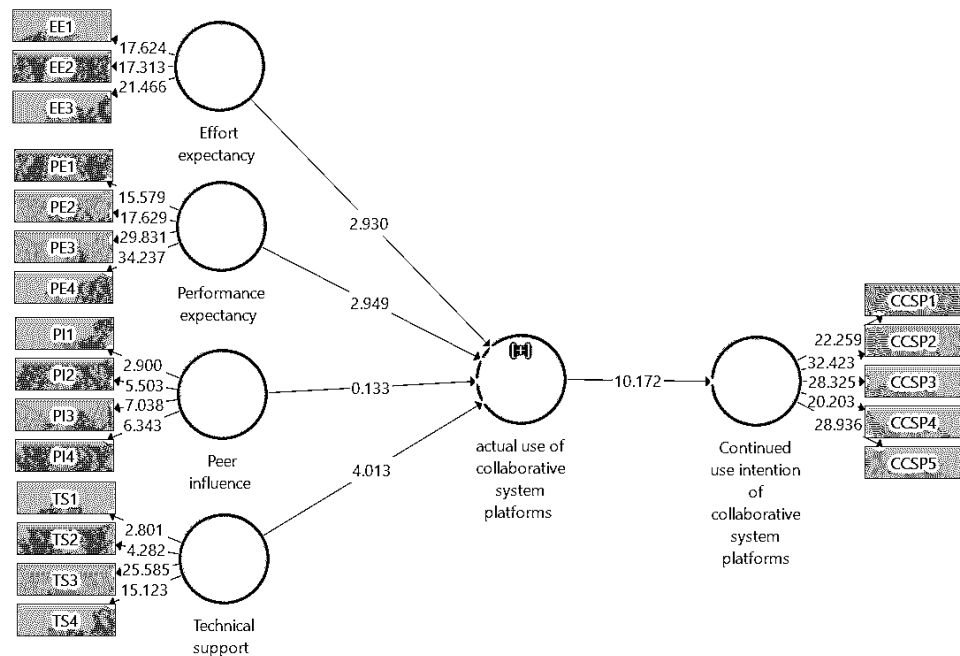 EE1
17.624
EE2
17.313
21.466
EE3
Effort
expectancy
PE1
15.579
PE2
17.629
29.831
PE3
34.237
PE4
Performance
expectancy
PI1
2.900
PI2
5.503
7.038
PI3
6.343
PI4
Peer
influence
TS1
2.801
TS2
4.282
25.585
TS3
15.123
TS4
Technical
support
2.930
2.949
0.133
4.013
[+]
actual use of
collaborative
system
platforms
10.172
Continued
use intention
of
collaborative
system
platforms
CCSP1
22.259
CCSP2
32.423
28.325
CCSP3
20.203
CCSP4
28.936
CCSP5